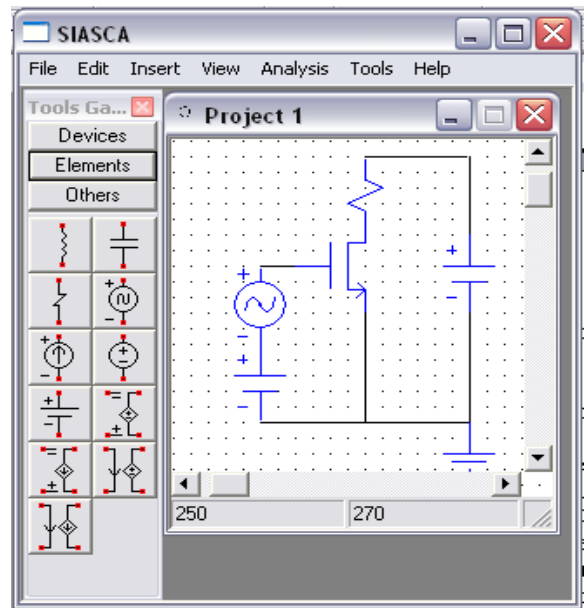 SIASCA
File Edit Insert View Analysis Tools Help
Tools Ga...
Devices
Elements
Others
Project 1
250 270